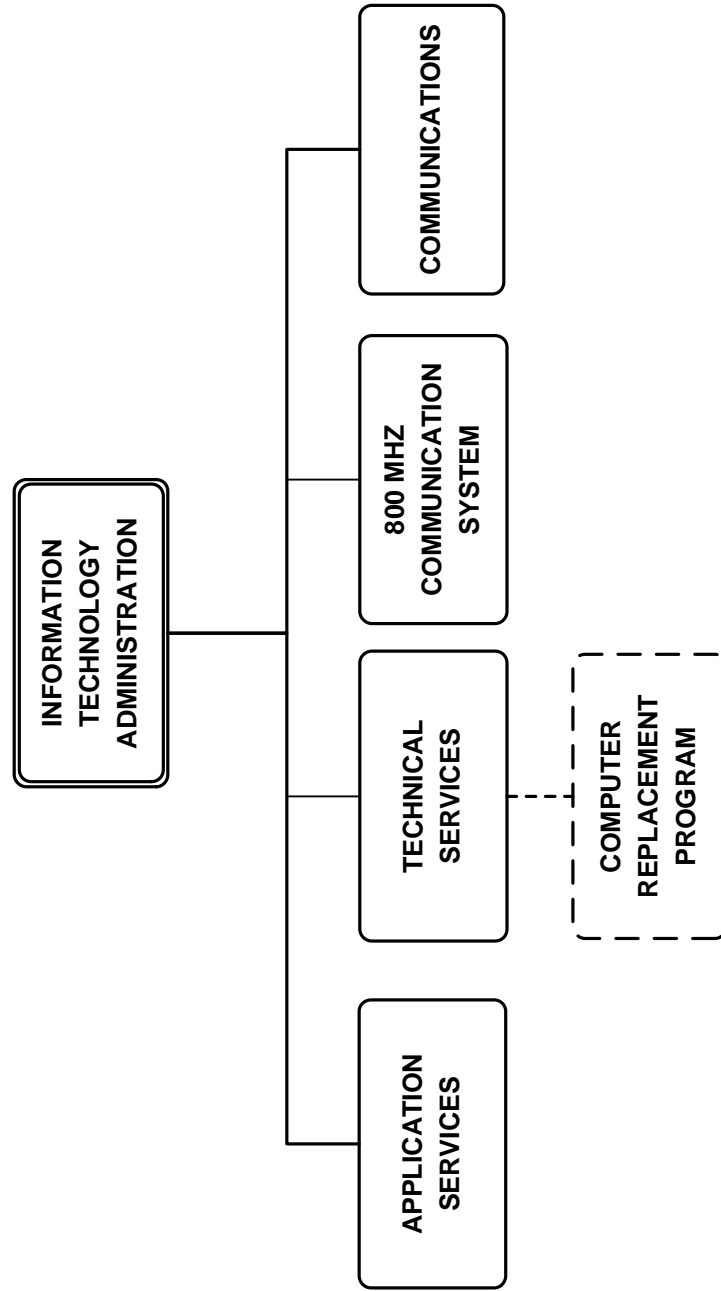 INFORMATION
TECHNOLOGY
ADMINISTRATION
APPLICATION
SERVICES
TECHNICAL
SERVICES
800 MHZ
COMMUNICATION
SYSTEM
COMMUNICATIONS
COMPUTER
REPLACEMENT
PROGRAM